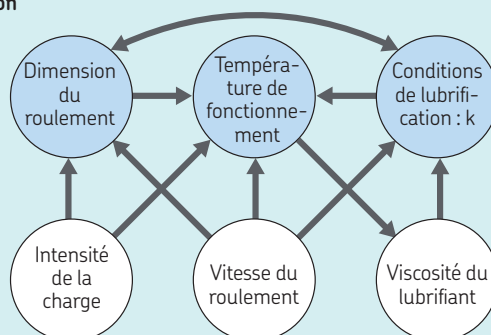 on
Dimension
du
roulement
Tempéra-
ture de
fonctionne-
ment
Conditions
de lubrifi-
cation : k
Intensité
de la
charge
Vitesse du
roulement
Viscosité du
lubrifiant